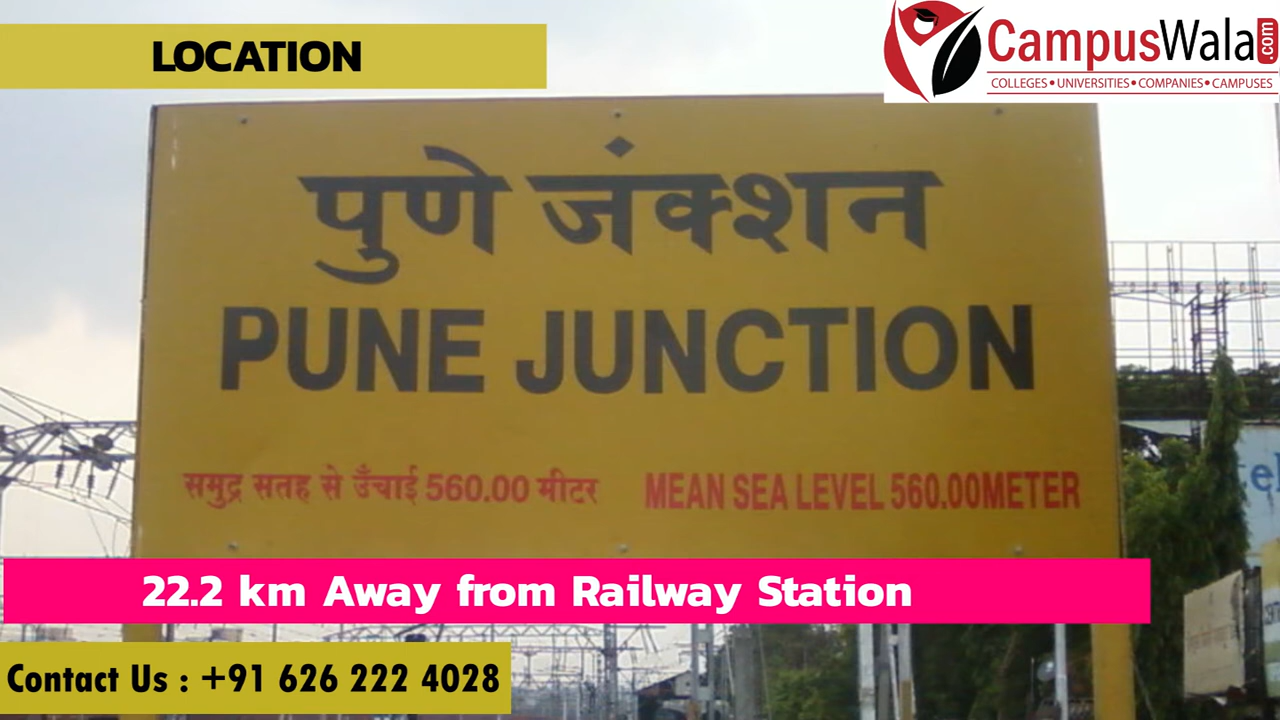 LOCATION
CampusWala.com
COLLEGES • UNIVERSITIES • COMPANIES • CAMPUSES
पुणे जंक्शन
PUNE JUNCTION
समुद्र सतह से उँचाई 560.00 मीटर MEAN SEA LEVEL 560.00METER
22.2 km Away from Railway Station
Contact Us : +91 626 222 4028